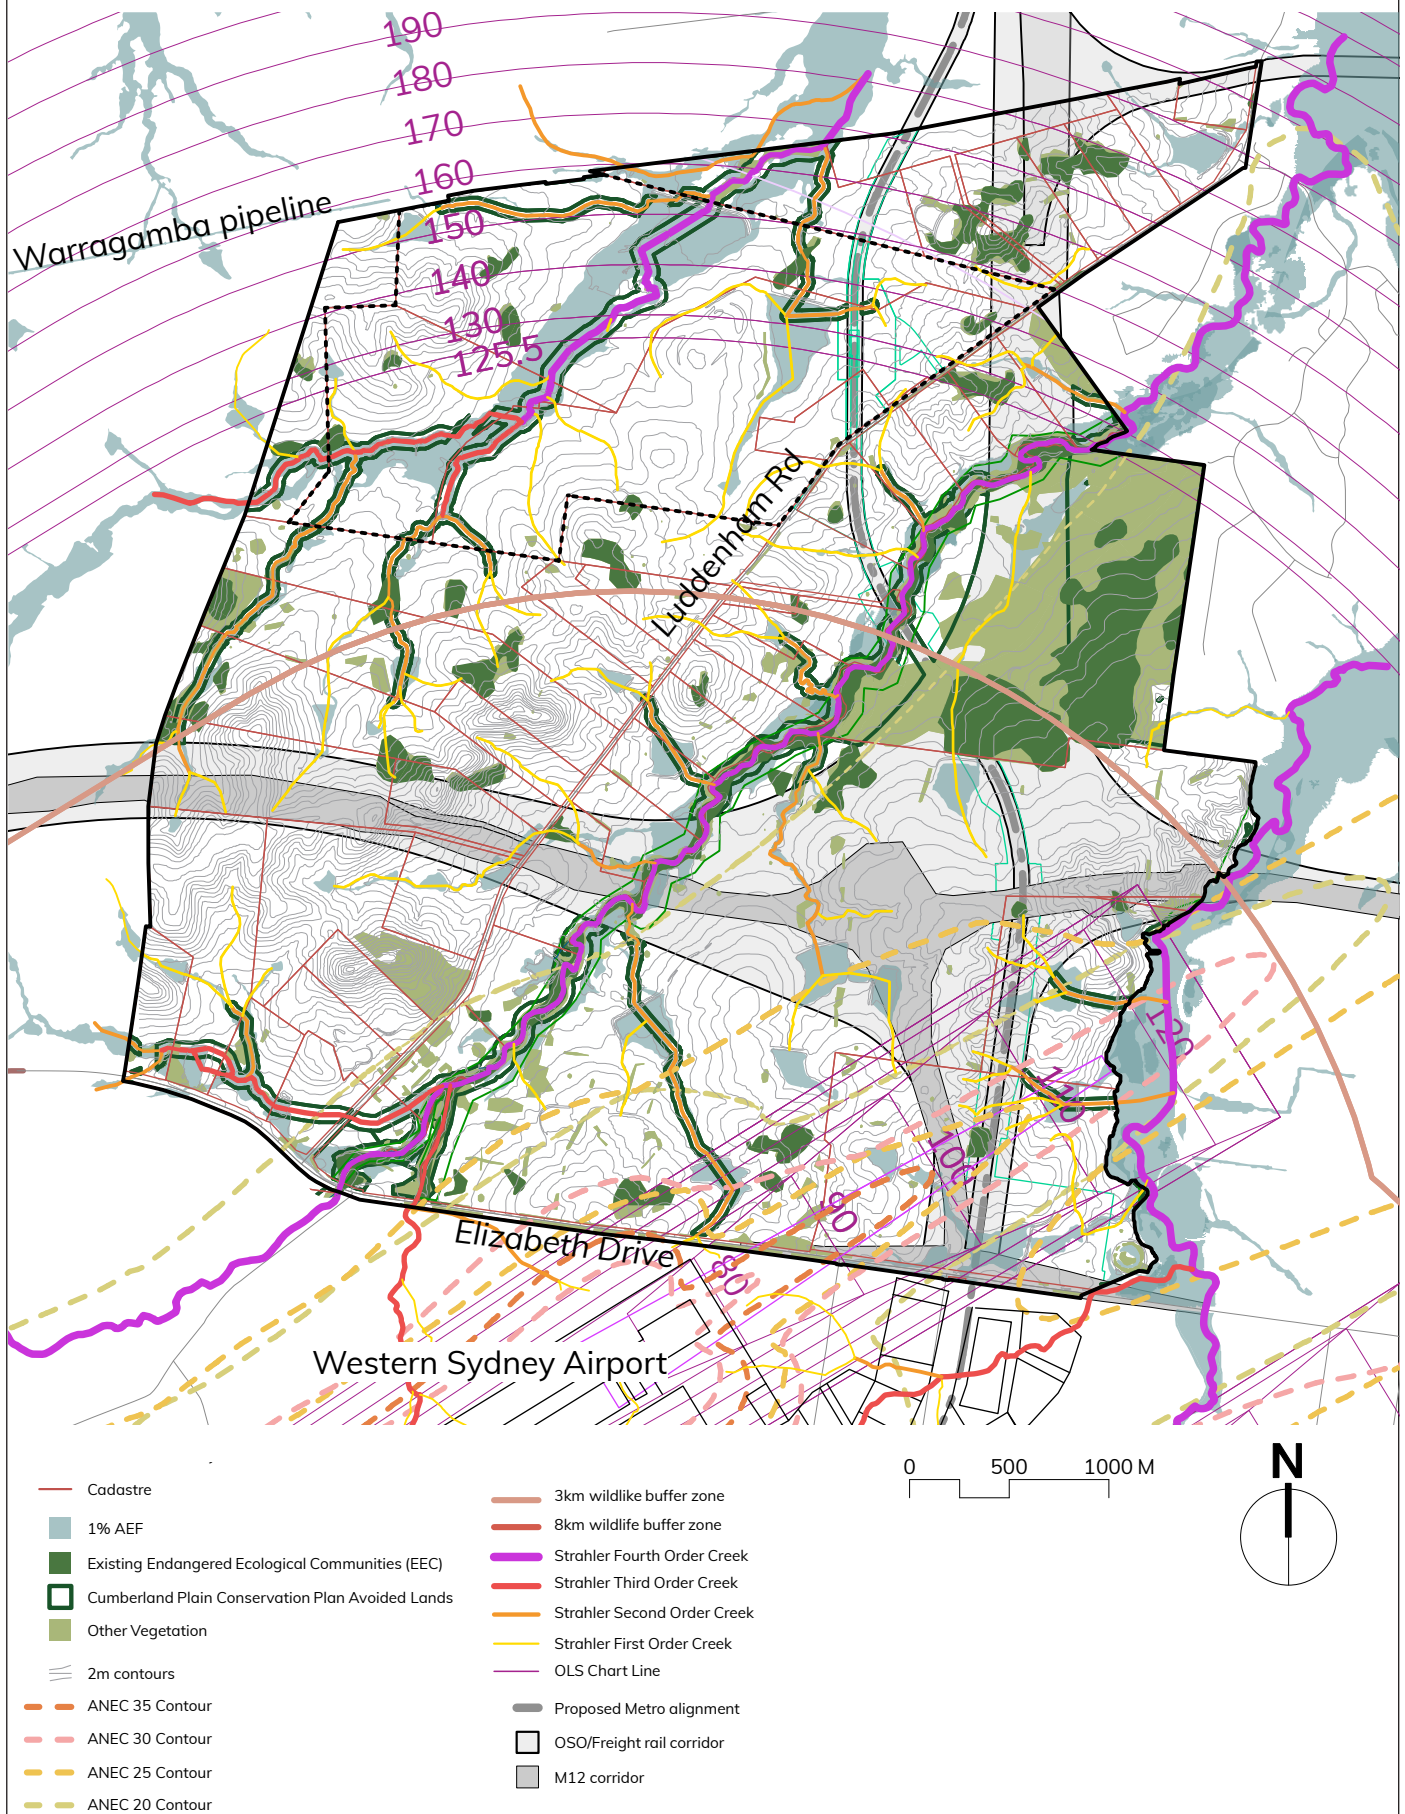 190
180
170
160
Warragamba pipeline
150
140
130
125.5
Luddenham Rd
120
110
100
90
80
Elizabeth Drive
Western Sydney Airport
0 500 1000 M
N
Cadastre
1% AEF
Existing Endangered Ecological Communities (EEC)
Cumberland Plain Conservation Plan Avoided Lands
Other Vegetation
2m contours
ANEC 35 Contour
ANEC 30 Contour
ANEC 25 Contour
ANEC 20 Contour
3km wildlike buffer zone
8km wildlife buffer zone
Strahler Fourth Order Creek
Strahler Third Order Creek
Strahler Second Order Creek
Strahler First Order Creek
OLS Chart Line
Proposed Metro alignment
OSO/Freight rail corridor
M12 corridor